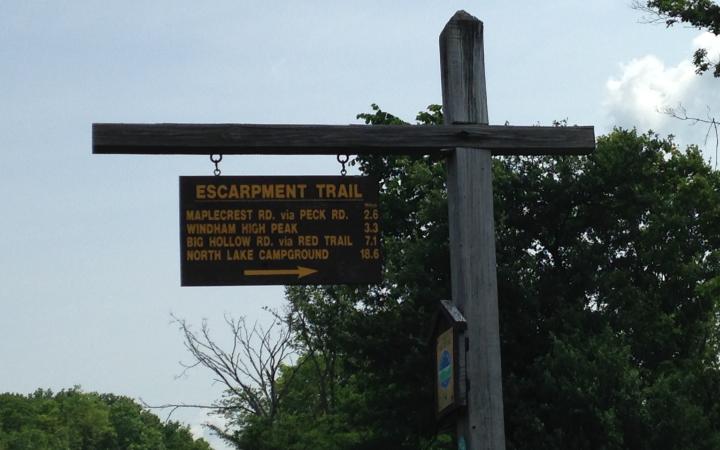 ESCARPMENT TRAIL
Miles
MAPLECREST RD. via PECK RD. 2.6
WINDHAM HIGH PEAK 3.3
BIG HOLLOW RD. via RED TRAIL 7.1
NORTH LAKE CAMPGROUND 18.6